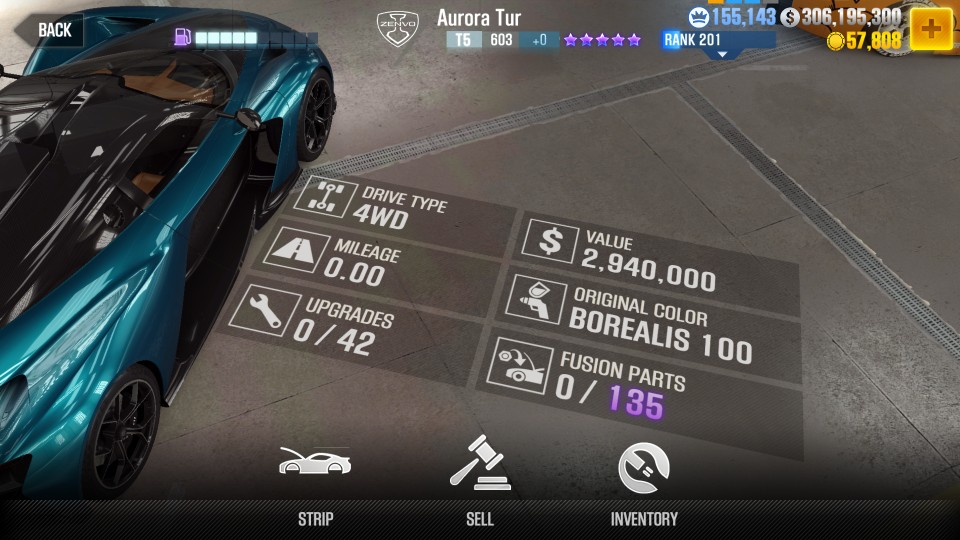 BACK
ZENVO
Aurora Tur
T5 603 +0
155,143
306,195,300
RANK 201
57,808
DRIVE TYPE
4WD
MILEAGE
0.00
UPGRADES
0 / 42
VALUE
2,940,000
ORIGINAL COLOR
BOREALIS 100
FUSION PARTS
0 / 135
STRIP
SELL
INVENTORY